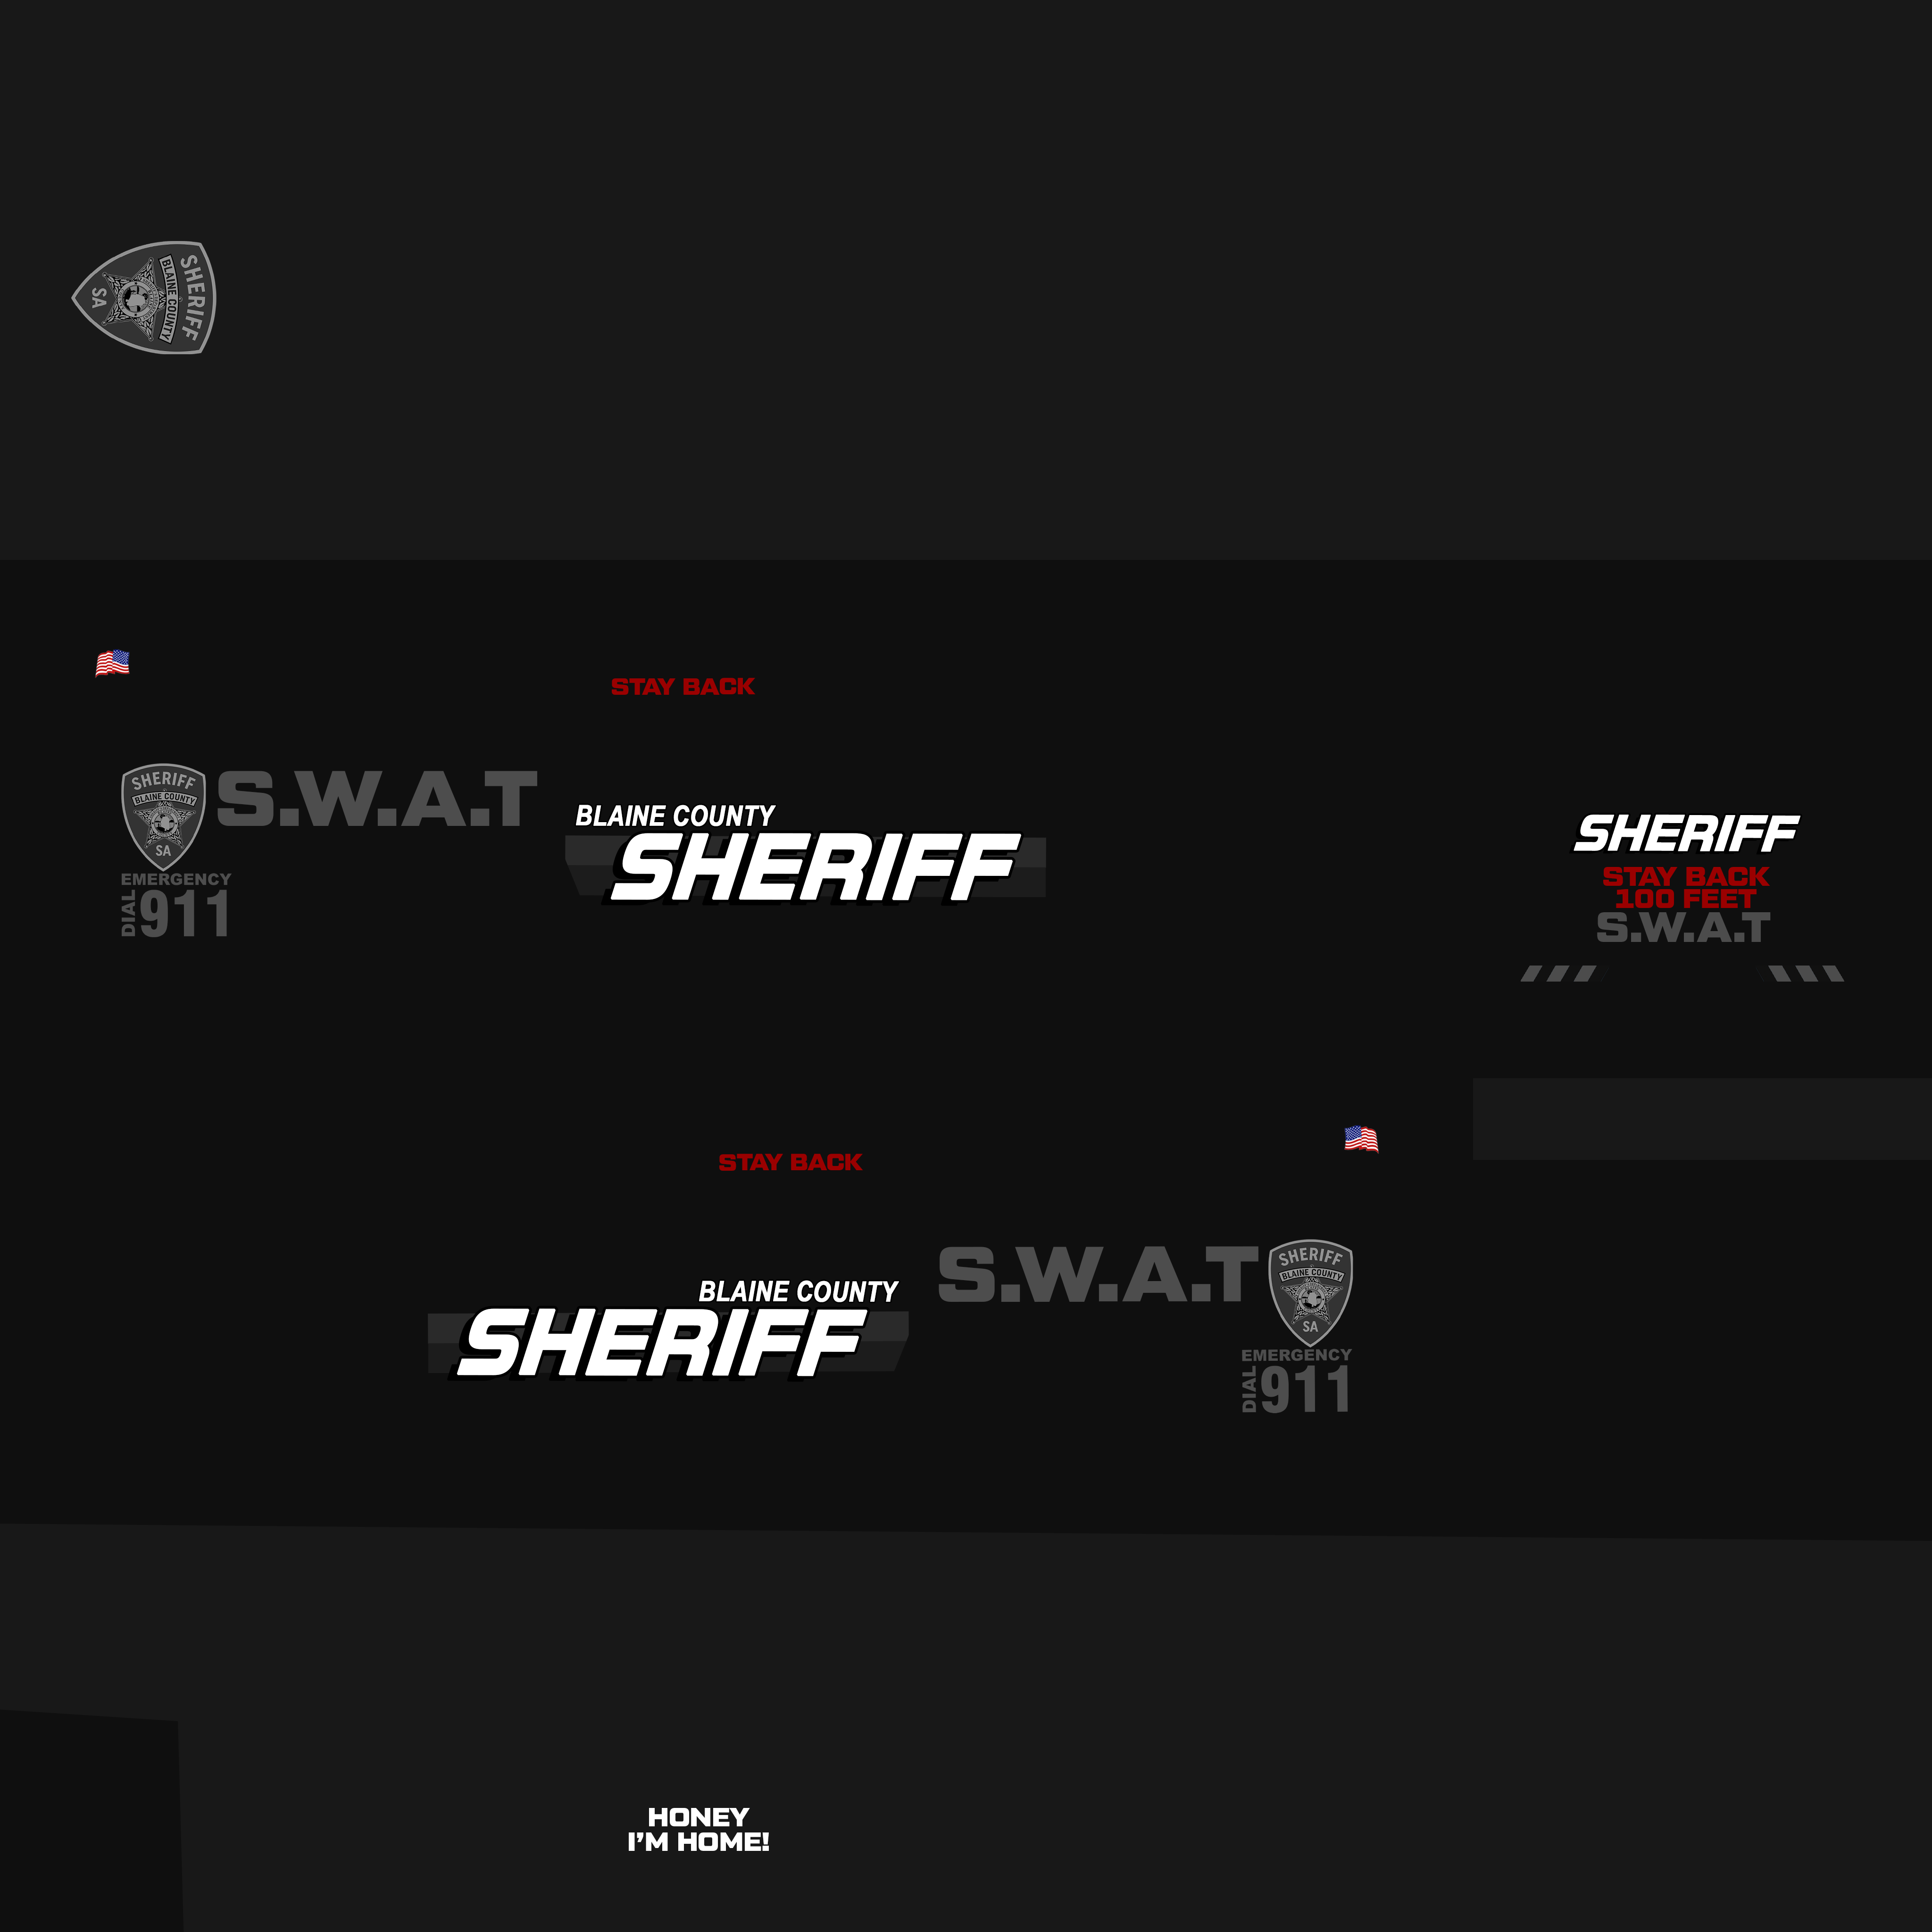 SHERIFF
BLAINE COUNTY
SA
STAY BACK
SHERIFF
BLAINE COUNTY
SA
S.W.A.T
EMERGENCY
DIAL 911
BLAINE COUNTY
SHERIFF
SHERIFF
STAY BACK
100 FEET
S.W.A.T
STAY BACK
BLAINE COUNTY
SHERIFF
S.W.A.T
SHERIFF
BLAINE COUNTY
SA
EMERGENCY
DIAL 911
HONEY
I'M HOME!